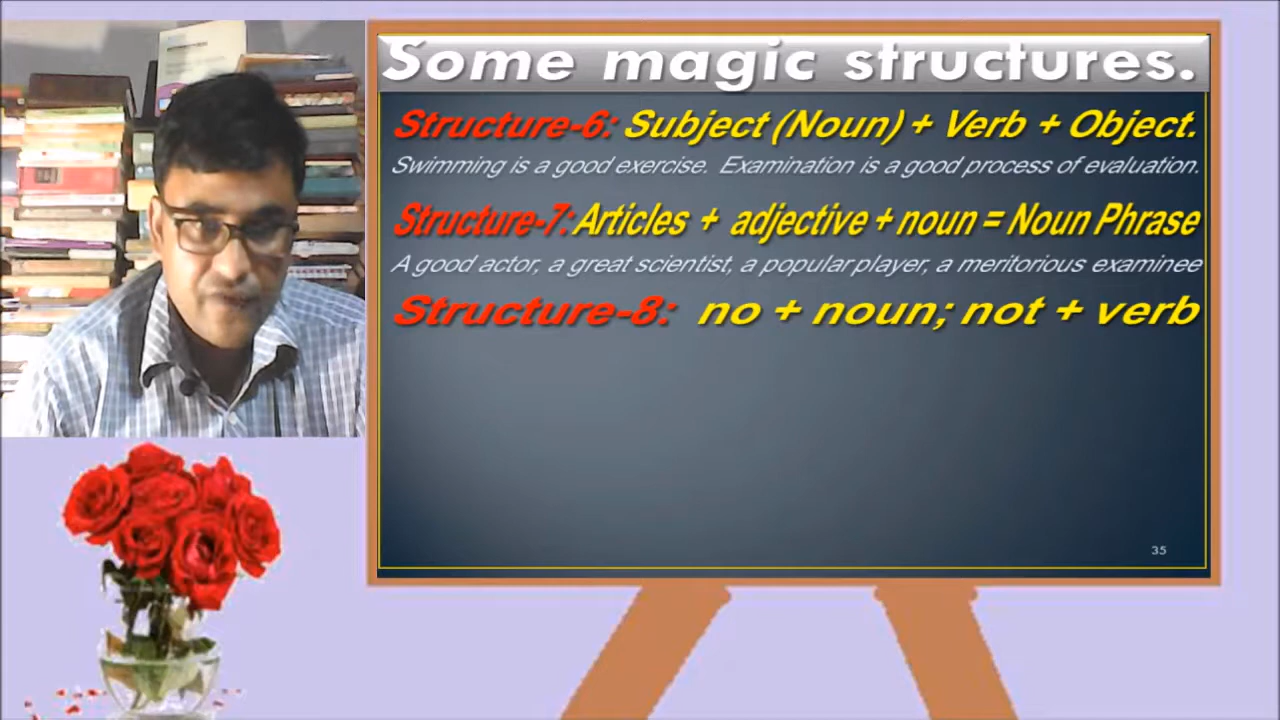 Some magic structures.
Structure-6: Subject (Noun) + Verb + Object.
Swimming is a good exercise. Examination is a good process of evaluation.
Structure-7: Articles + adjective + noun = Noun Phrase
A good actor, a great scientist, a popular player, a meritorious examinee
Structure-8: no + noun; not + verb
35